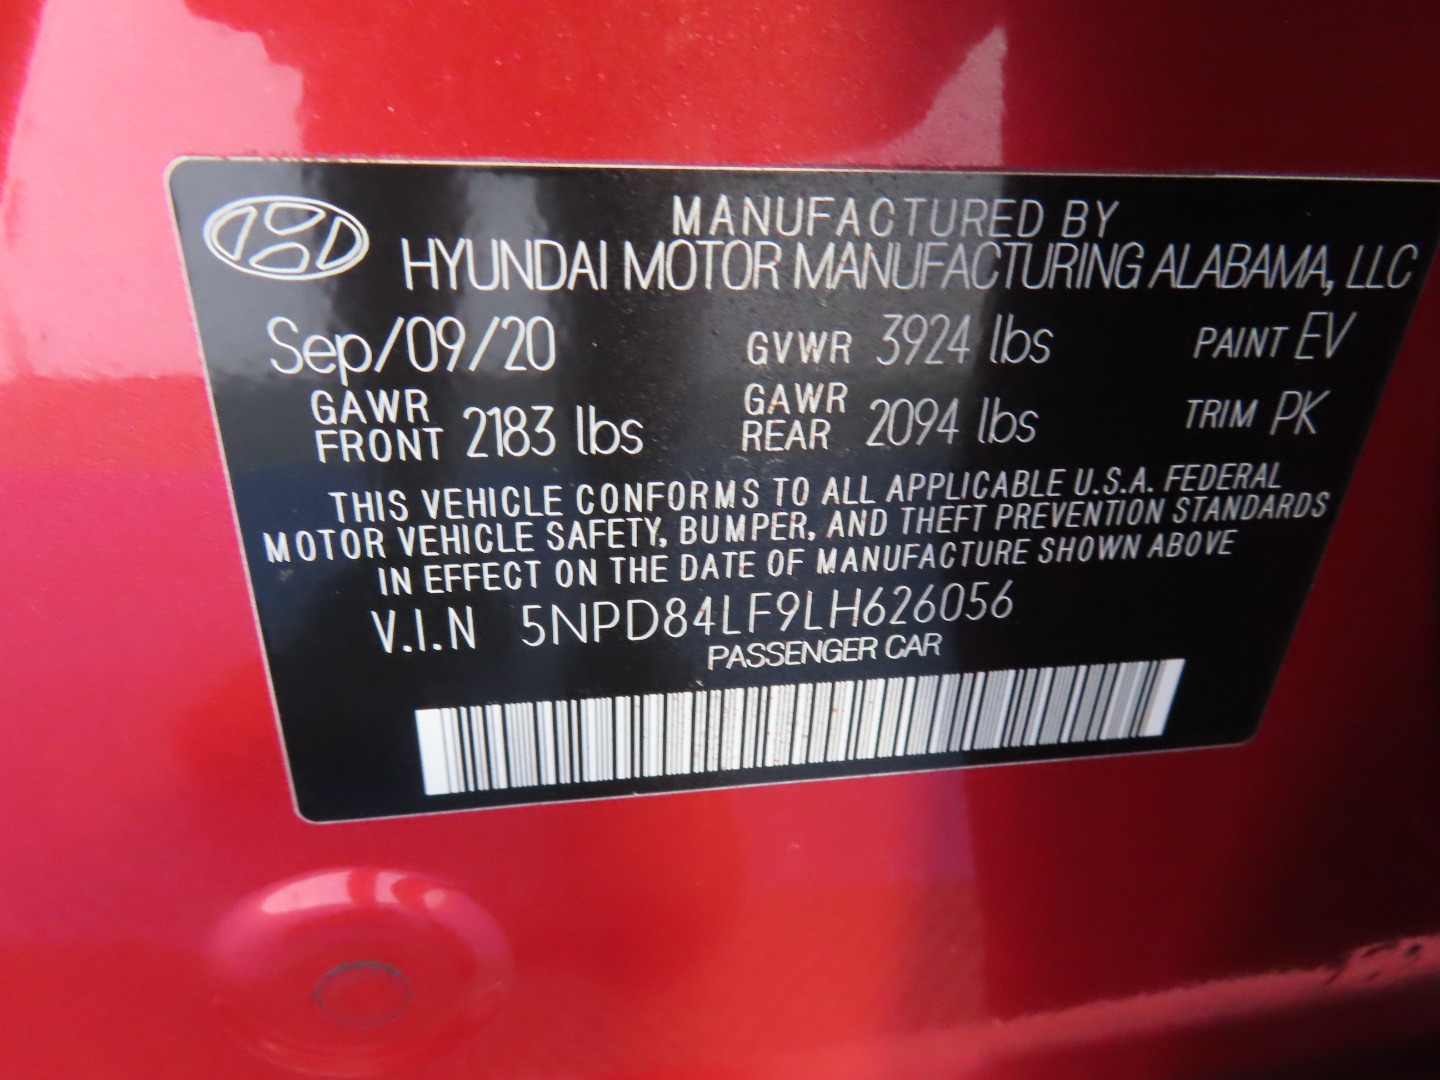 MANUFACTURED BY
HYUNDAI MOTOR MANUFACTURING ALABAMA, LLC
Sep/09/20 GVWR 3924 lbs PAINT EV
GAWR FRONT 2183 lbs GAWR REAR 2094 lbs TRIM PK
THIS VEHICLE CONFORMS TO ALL APPLICABLE U.S.A. FEDERAL
MOTOR VEHICLE SAFETY, BUMPER, AND THEFT PREVENTION STANDARDS
IN EFFECT ON THE DATE OF MANUFACTURE SHOWN ABOVE
V.I.N 5NPD84LF9LH626056
PASSENGER CAR